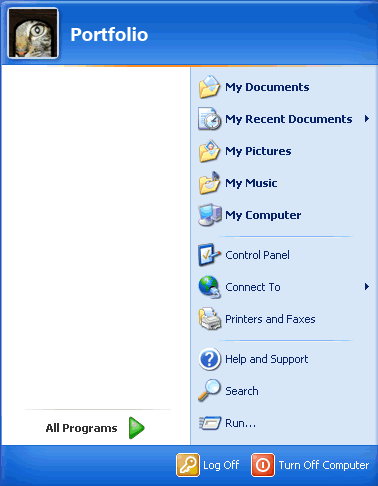 Portfolio
My Documents
My Recent Documents
My Pictures
My Music
My Computer
Control Panel
Connect To
Printers and Faxes
Help and Support
Search
Run...
All Programs
Log Off
Turn Off Computer